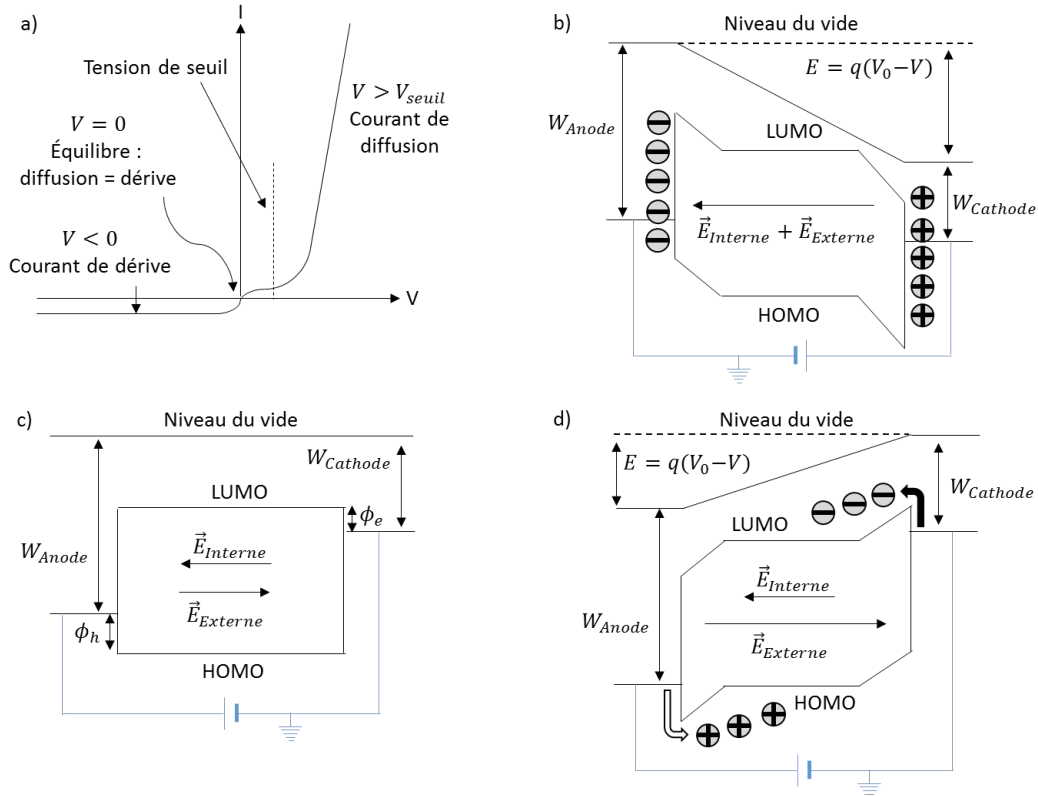 a)
I
Tension de seuil
V = 0
Équilibre :
diffusion = dérive
V > V_seuil
Courant de
diffusion
V < 0
Courant de dérive
V
b)
Niveau du vide
E = q(V₀−V)
W_Anode
LUMO
W_Cathode
E⃗_Interne + E⃗_Externe
HOMO
c)
Niveau du vide
W_Cathode
LUMO
ϕ_e
W_Anode
E⃗_Interne
E⃗_Externe
ϕ_h
HOMO
d)
Niveau du vide
E = q(V₀−V)
W_Cathode
LUMO
E⃗_Interne
W_Anode
E⃗_Externe
HOMO